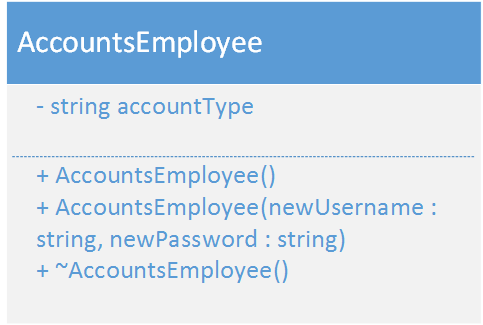 AccountsEmployee
- string accountType
+ AccountsEmployee()
+ AccountsEmployee(newUsername :
string, newPassword : string)
+ ~AccountsEmployee()